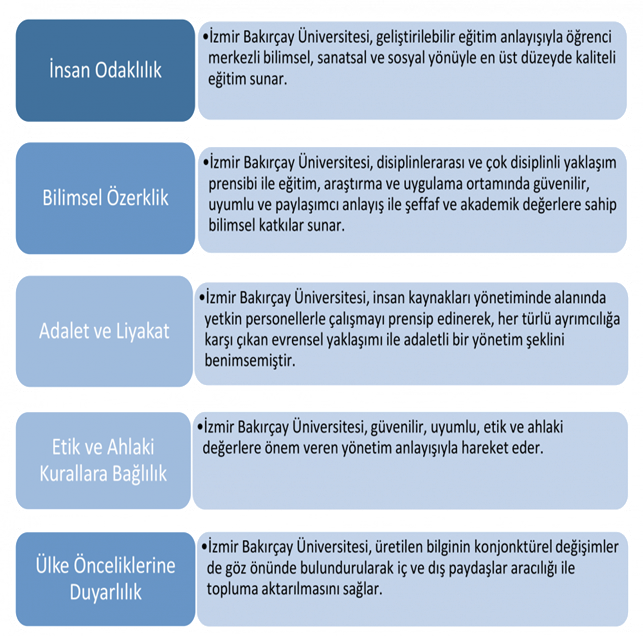 İnsan Odaklılık
•İzmir Bakırçay Üniversitesi, geliştirilebilir eğitim anlayışıyla öğrenci
merkezli bilimsel, sanatsal ve sosyal yönüyle en üst düzeyde kaliteli
eğitim sunar.
Bilimsel Özerklik
•İzmir Bakırçay Üniversitesi, disiplinlerarası ve çok disiplinli yaklaşım
prensibi ile eğitim, araştırma ve uygulama ortamında güvenilir,
uyumlu ve paylaşımcı anlayış ile şeffaf ve akademik değerlere sahip
bilimsel katkılar sunar.
Adalet ve Liyakat
•İzmir Bakırçay Üniversitesi, insan kaynakları yönetiminde alanında
yetkin personellerle çalışmayı prensip edinerek, her türlü ayrımcılığa
karşı çıkan evrensel yaklaşımı ile adaletli bir yönetim şeklini
benimsemiştir.
Etik ve Ahlaki
Kurallara Bağlılık
•İzmir Bakırçay Üniversitesi, güvenilir, uyumlu, etik ve ahlaki
değerlere önem veren yönetim anlayışıyla hareket eder.
Ülke Önceliklerine
Duyarlılık
•İzmir Bakırçay Üniversitesi, üretilen bilginin konjonktürel değişimler
de göz önünde bulundurularak iç ve dış paydaşlar aracılığı ile
topluma aktarılmasını sağlar.